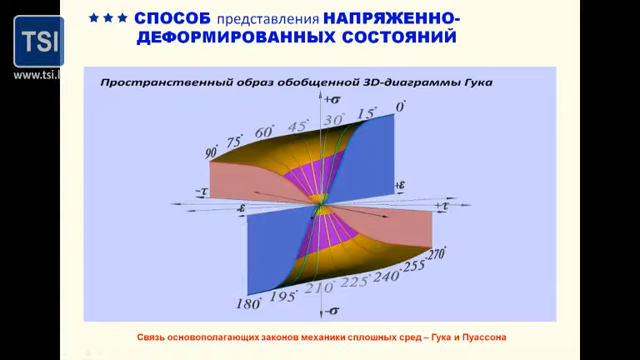 ★★★ СПОСОБ представления НАПРЯЖЕННО-
ДЕФОРМИРОВАННЫХ СОСТОЯНИЙ
TSI
www.tsi.l
Пространственный образ обобщенной 3D-диаграммы Гука
+σ
90° 75° 60° 45° 30° 15° 0°
-τ +ε
-ε +τ
180° 195° 210° 225° 240° 255° 270°
-σ
Связь основополагающих законов механики сплошных сред – Гука и Пуассона